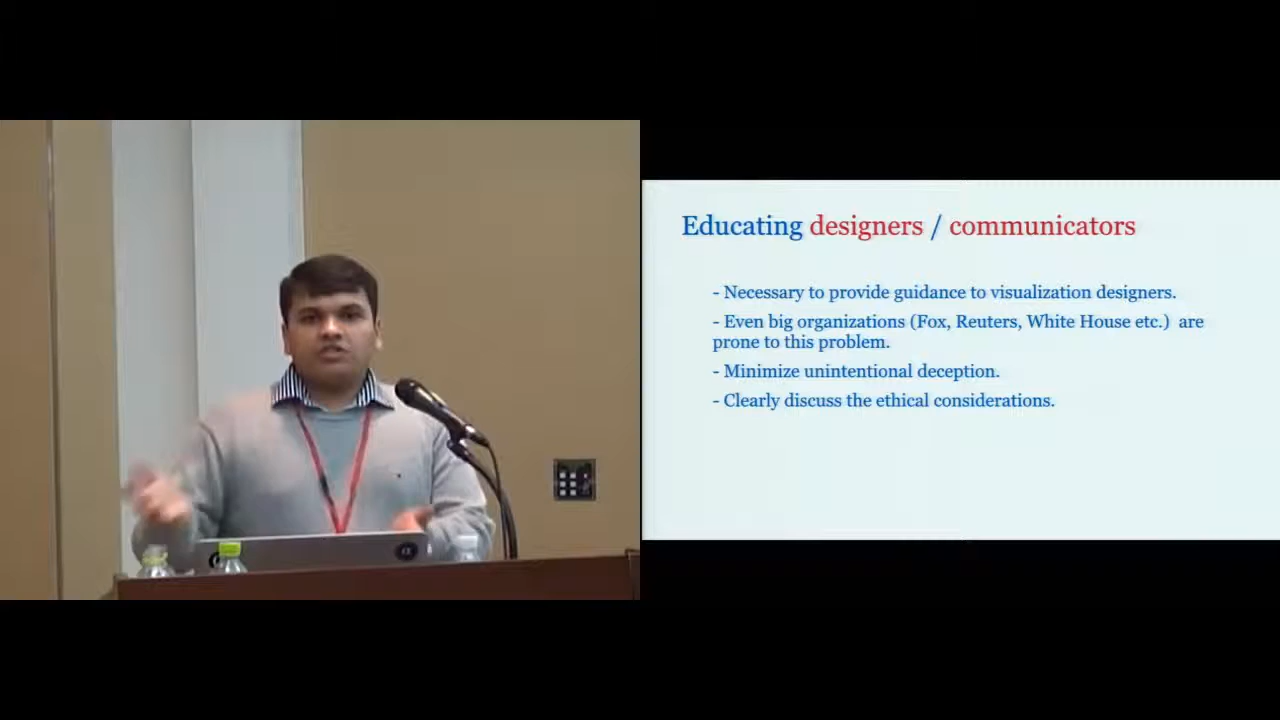 Educating designers / communicators
- Necessary to provide guidance to visualization designers.
- Even big organizations (Fox, Reuters, White House etc.)  are
prone to this problem.
- Minimize unintentional deception.
- Clearly discuss the ethical considerations.